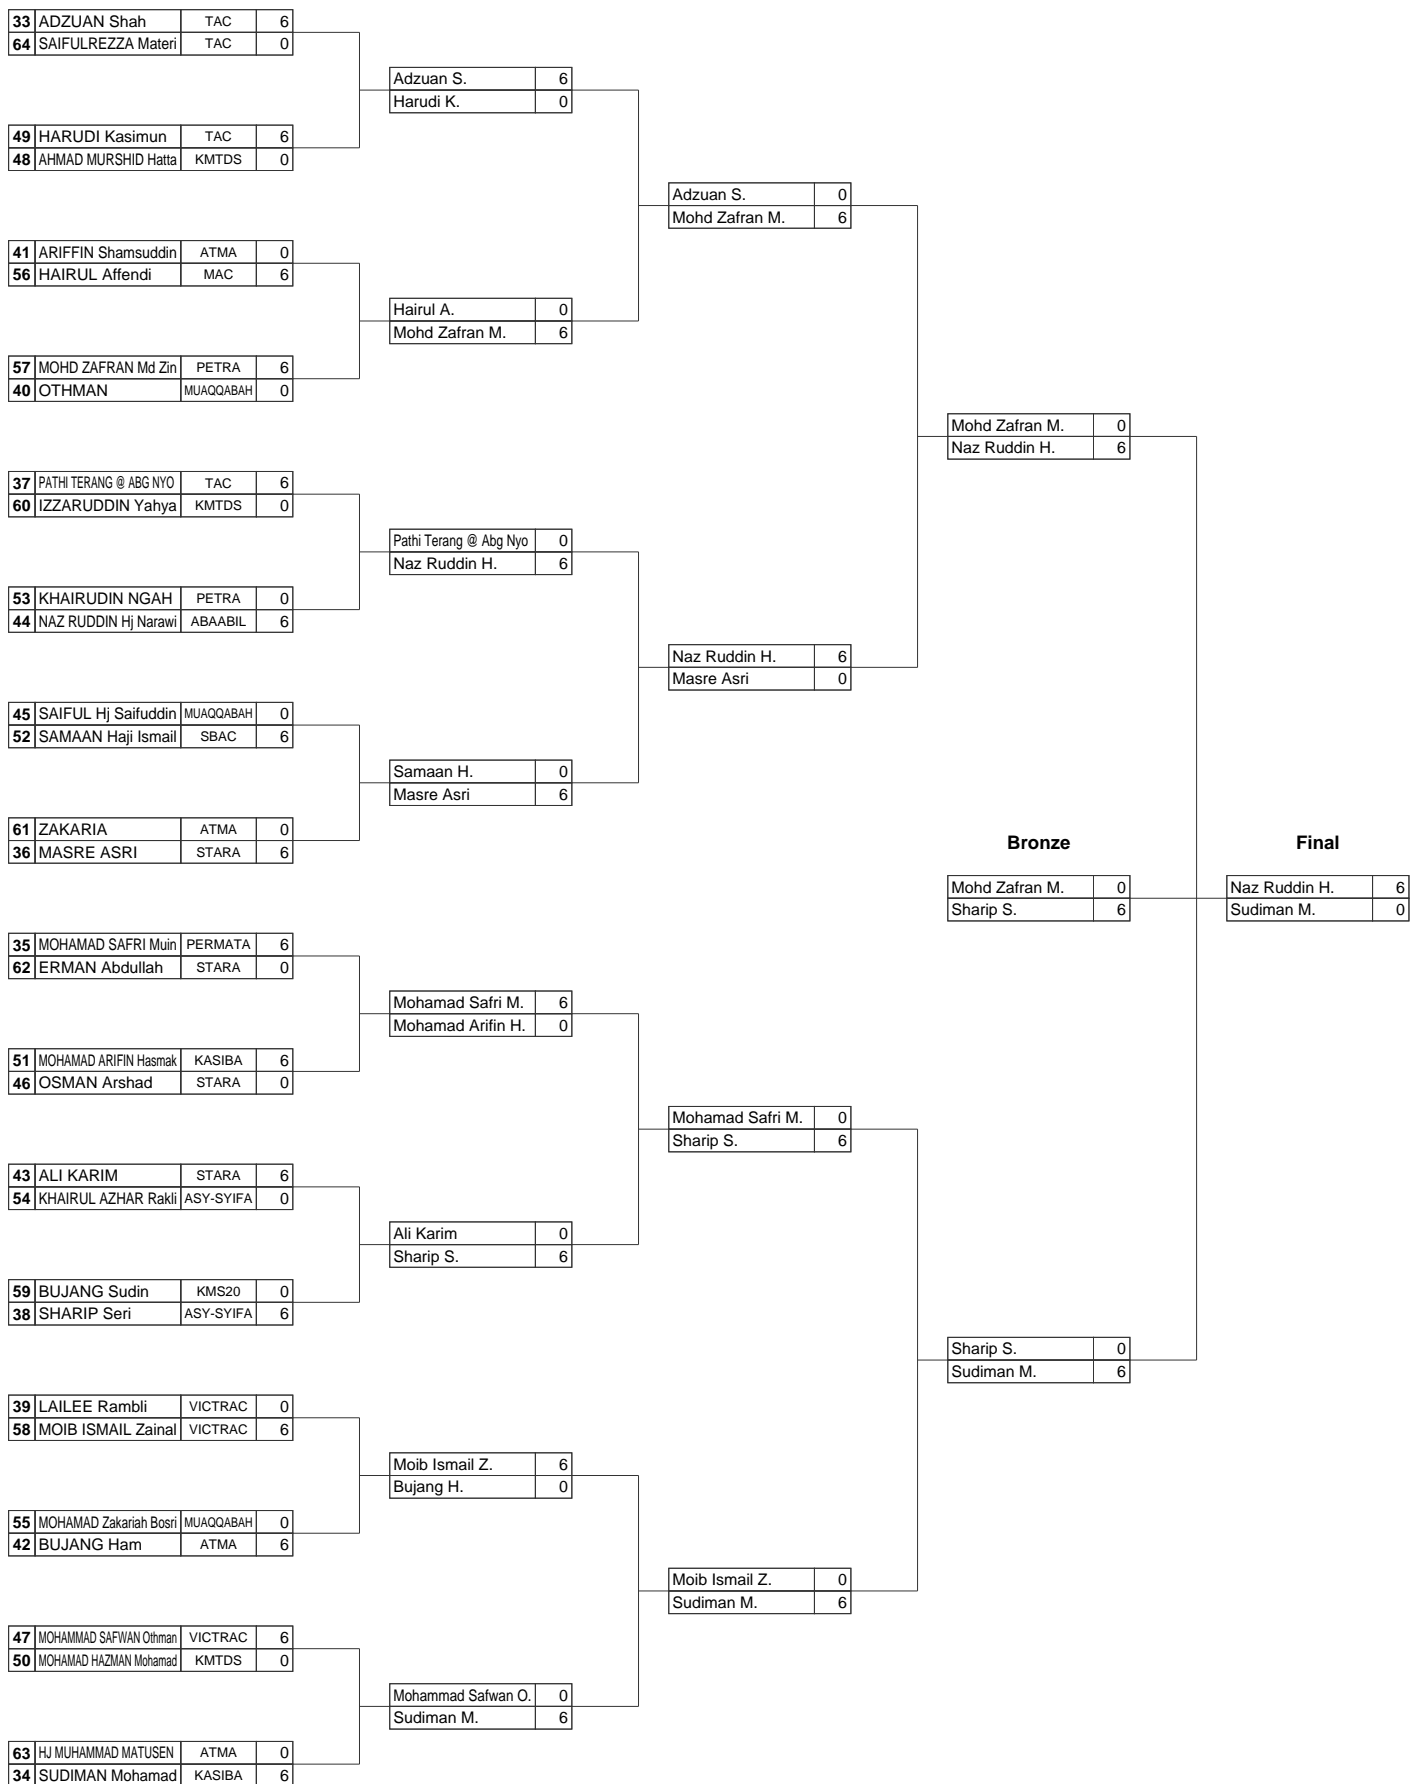 33 ADZUAN Shah TAC 6
64 SAIFULREZZA Materi TAC 0
Adzuan S. 6
Harudi K. 0
49 HARUDI Kasimun TAC 6
48 AHMAD MURSHID Hatta KMTDS 0
Adzuan S. 0
Mohd Zafran M. 6
41 ARIFFIN Shamsuddin ATMA 0
56 HAIRUL Affendi MAC 6
Hairul A. 0
Mohd Zafran M. 6
57 MOHD ZAFRAN Md Zin PETRA 6
40 OTHMAN MUAQQABAH 0
Mohd Zafran M. 0
Naz Ruddin H. 6
37 PATHI TERANG @ ABG NYO TAC 6
60 IZZARUDDIN Yahya KMTDS 0
Pathi Terang @ Abg Nyo 0
Naz Ruddin H. 6
53 KHAIRUDIN NGAH PETRA 0
44 NAZ RUDDIN Hj Narawi ABAABIL 6
Naz Ruddin H. 6
Masre Asri 0
45 SAIFUL Hj Saifuddin MUAQQABAH 0
52 SAMAAN Haji Ismail SBAC 6
Samaan H. 0
Masre Asri 6
61 ZAKARIA ATMA 0
36 MASRE ASRI STARA 6
Bronze Final
Mohd Zafran M. 0 Naz Ruddin H. 6
Sharip S. 6 Sudiman M. 0
35 MOHAMAD SAFRI Muin PERMATA 6
62 ERMAN Abdullah STARA 0
Mohamad Safri M. 6
Mohamad Arifin H. 0
51 MOHAMAD ARIFIN Hasmak KASIBA 6
46 OSMAN Arshad STARA 0
Mohamad Safri M. 0
Sharip S. 6
43 ALI KARIM STARA 6
54 KHAIRUL AZHAR Rakli ASY-SYIFA 0
Ali Karim 0
Sharip S. 6
59 BUJANG Sudin KMS20 0
38 SHARIP Seri ASY-SYIFA 6
Sharip S. 0
Sudiman M. 6
39 LAILEE Rambli VICTRAC 0
58 MOIB ISMAIL Zainal VICTRAC 6
Moib Ismail Z. 6
Bujang H. 0
55 MOHAMAD Zakariah Bosri MUAQQABAH 0
42 BUJANG Ham ATMA 6
Moib Ismail Z. 0
Sudiman M. 6
47 MOHAMMAD SAFWAN Othman VICTRAC 6
50 MOHAMAD HAZMAN Mohamad KMTDS 0
Mohammad Safwan O. 0
Sudiman M. 6
63 HJ MUHAMMAD MATUSEN ATMA 0
34 SUDIMAN Mohamad KASIBA 6